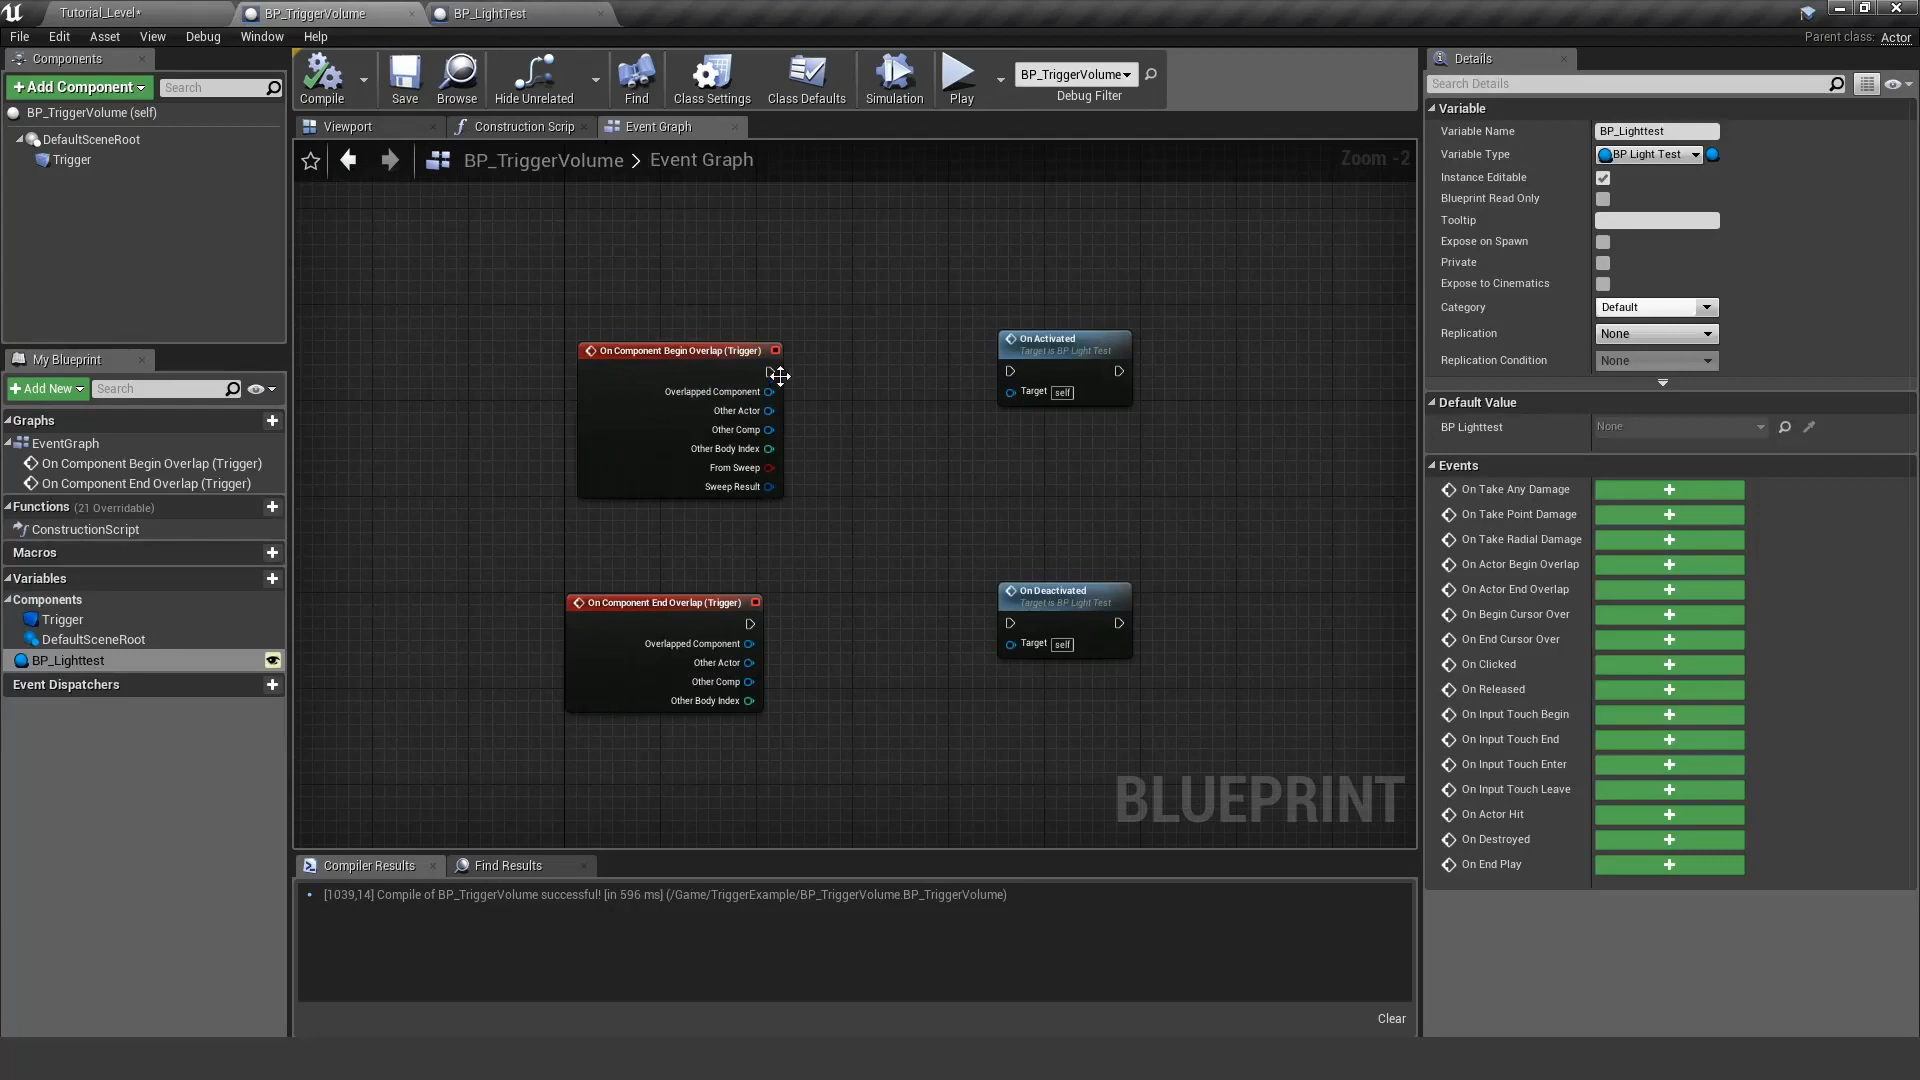 Tutorial_Level*
BP_TriggerVolume
BP_LightTest
File Edit Asset View Debug Window Help
Parent class: Actor
Components
Add Component
Search
BP_TriggerVolume (self)
DefaultSceneRoot
Trigger
Compile
Save
Browse
Hide Unrelated
Find
Class Settings
Class Defaults
Simulation
Play
BP_TriggerVolume
Debug Filter
Viewport
Construction Scrip
Event Graph
BP_TriggerVolume > Event Graph
Zoom -2
My Blueprint
Add New
Search
Graphs
EventGraph
On Component Begin Overlap (Trigger)
On Component End Overlap (Trigger)
Functions (21 Overridable)
ConstructionScript
Macros
Variables
Components
Trigger
DefaultSceneRoot
BP_Lighttest
Event Dispatchers
On Component Begin Overlap (Trigger)
Overlapped Component
Other Actor
Other Comp
Other Body Index
From Sweep
Sweep Result
On Activated
Target is BP Light Test
Target self
On Component End Overlap (Trigger)
Overlapped Component
Other Actor
Other Comp
Other Body Index
On Deactivated
Target is BP Light Test
Target self
BLUEPRINT
Compiler Results
Find Results
[1039,14] Compile of BP_TriggerVolume successful! [in 596 ms] (/Game/TriggerExample/BP_TriggerVolume.BP_TriggerVolume)
Clear
Details
Search Details
Variable
Variable Name BP_Lighttest
Variable Type BP Light Test
Instance Editable
Blueprint Read Only
Tooltip
Expose on Spawn
Private
Expose to Cinematics
Category Default
Replication None
Replication Condition None
Default Value
BP Lighttest None
Events
On Take Any Damage
On Take Point Damage
On Take Radial Damage
On Actor Begin Overlap
On Actor End Overlap
On Begin Cursor Over
On End Cursor Over
On Clicked
On Released
On Input Touch Begin
On Input Touch End
On Input Touch Enter
On Input Touch Leave
On Actor Hit
On Destroyed
On End Play